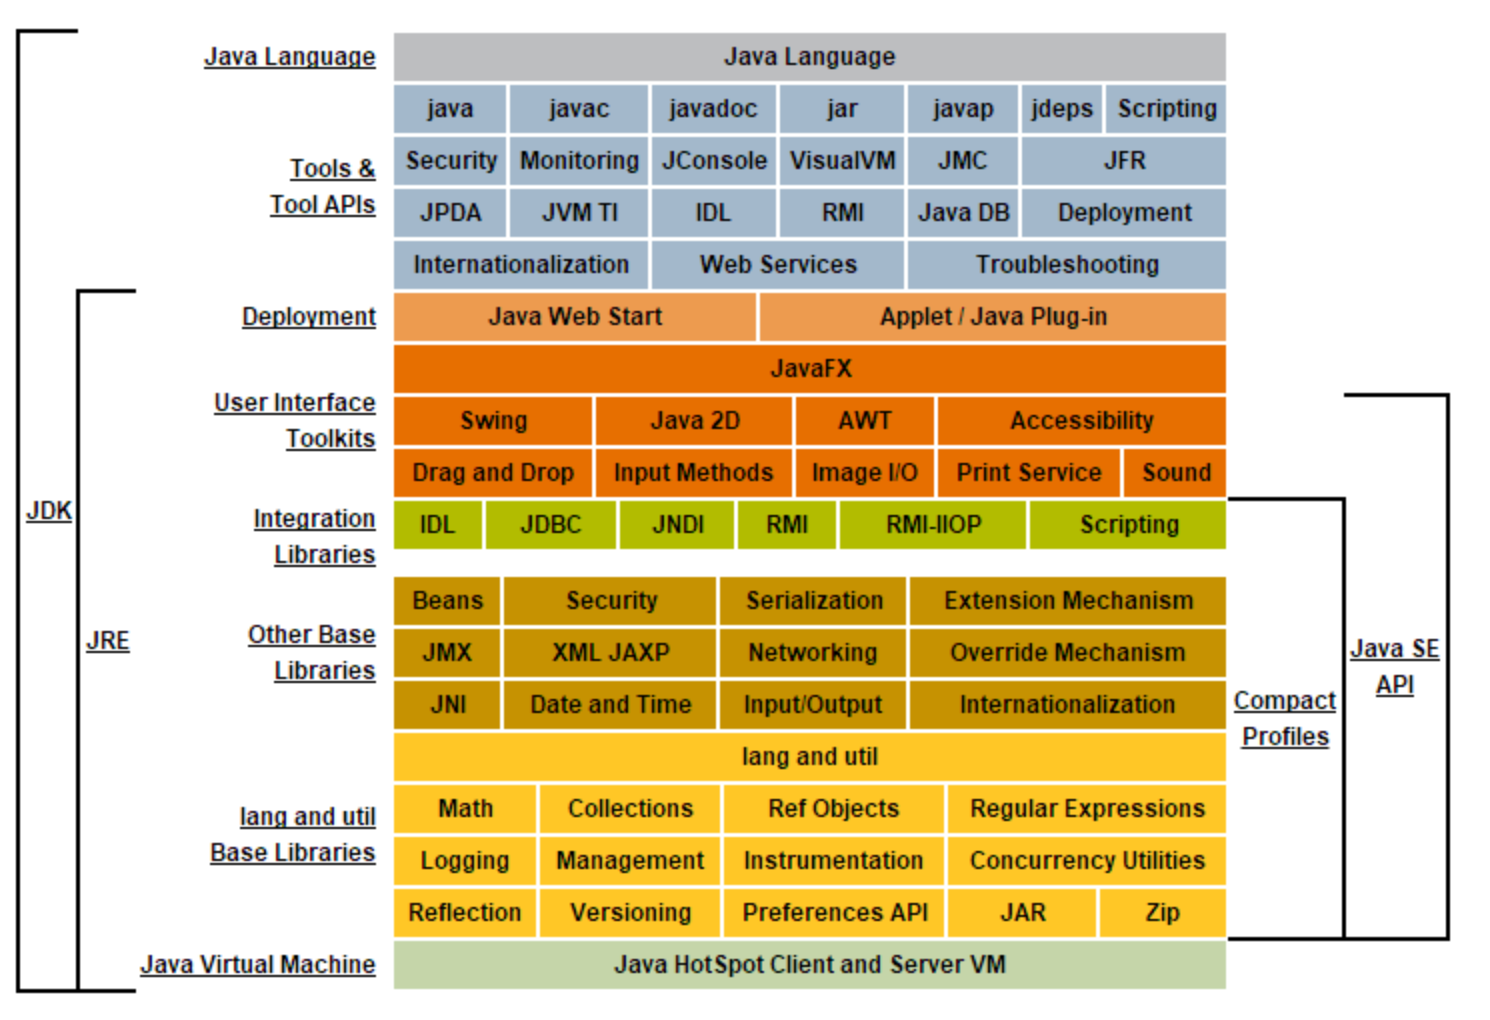 Java Language
Java Language
java javac javadoc jar javap jdeps Scripting
Tools &
Tool APIs
Security Monitoring JConsole VisualVM JMC JFR
JPDA JVM TI IDL RMI Java DB Deployment
Internationalization Web Services Troubleshooting
Deployment
Java Web Start Applet / Java Plug-in
User Interface
Toolkits
JavaFX
Swing Java 2D AWT Accessibility
Drag and Drop Input Methods Image I/O Print Service Sound
JDK
Integration
Libraries
IDL JDBC JNDI RMI RMI-IIOP Scripting
JRE
Other Base
Libraries
Beans Security Serialization Extension Mechanism
JMX XML JAXP Networking Override Mechanism
JNI Date and Time Input/Output Internationalization
Java SE
API
Compact
Profiles
lang and util
Base Libraries
lang and util
Math Collections Ref Objects Regular Expressions
Logging Management Instrumentation Concurrency Utilities
Reflection Versioning Preferences API JAR Zip
Java Virtual Machine
Java HotSpot Client and Server VM